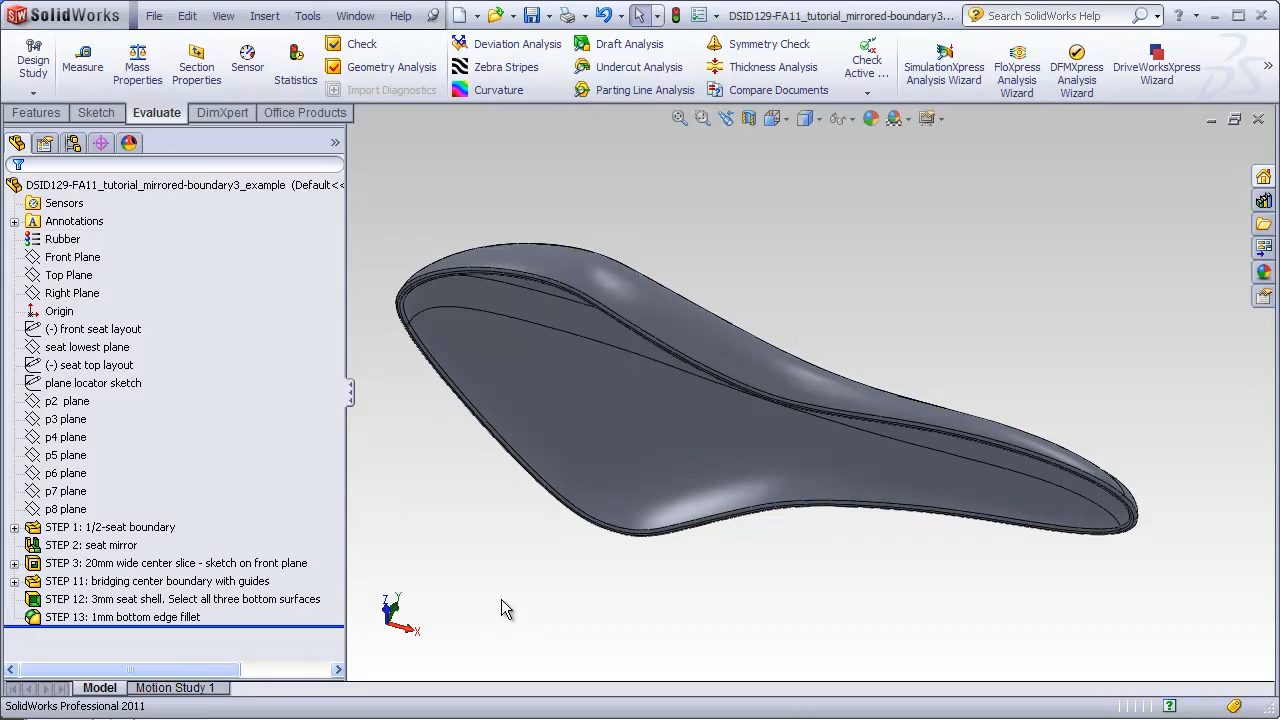 SolidWorks File Edit View Insert Tools Window Help DSID129-FA11_tutorial_mirrored-boundary3... Search SolidWorks Help
Design Study
Measure
Mass Properties
Section Properties
Sensor
Statistics
Check
Geometry Analysis
Import Diagnostics
Deviation Analysis
Zebra Stripes
Curvature
Draft Analysis
Undercut Analysis
Parting Line Analysis
Symmetry Check
Thickness Analysis
Compare Documents
Check Active ...
SimulationXpress Analysis Wizard
FloXpress Analysis Wizard
DFMXpress Analysis Wizard
DriveWorksXpress Wizard
Features Sketch Evaluate DimXpert Office Products
DSID129-FA11_tutorial_mirrored-boundary3_example (Default<<
Sensors
Annotations
Rubber
Front Plane
Top Plane
Right Plane
Origin
(-) front seat layout
seat lowest plane
(-) seat top layout
plane locator sketch
p2 plane
p3 plane
p4 plane
p5 plane
p6 plane
p7 plane
p8 plane
STEP 1: 1/2-seat boundary
STEP 2: seat mirror
STEP 3: 20mm wide center slice - sketch on front plane
STEP 11: bridging center boundary with guides
STEP 12: 3mm seat shell. Select all three bottom surfaces
STEP 13: 1mm bottom edge fillet
Z Y
X
Model Motion Study 1
SolidWorks Professional 2011